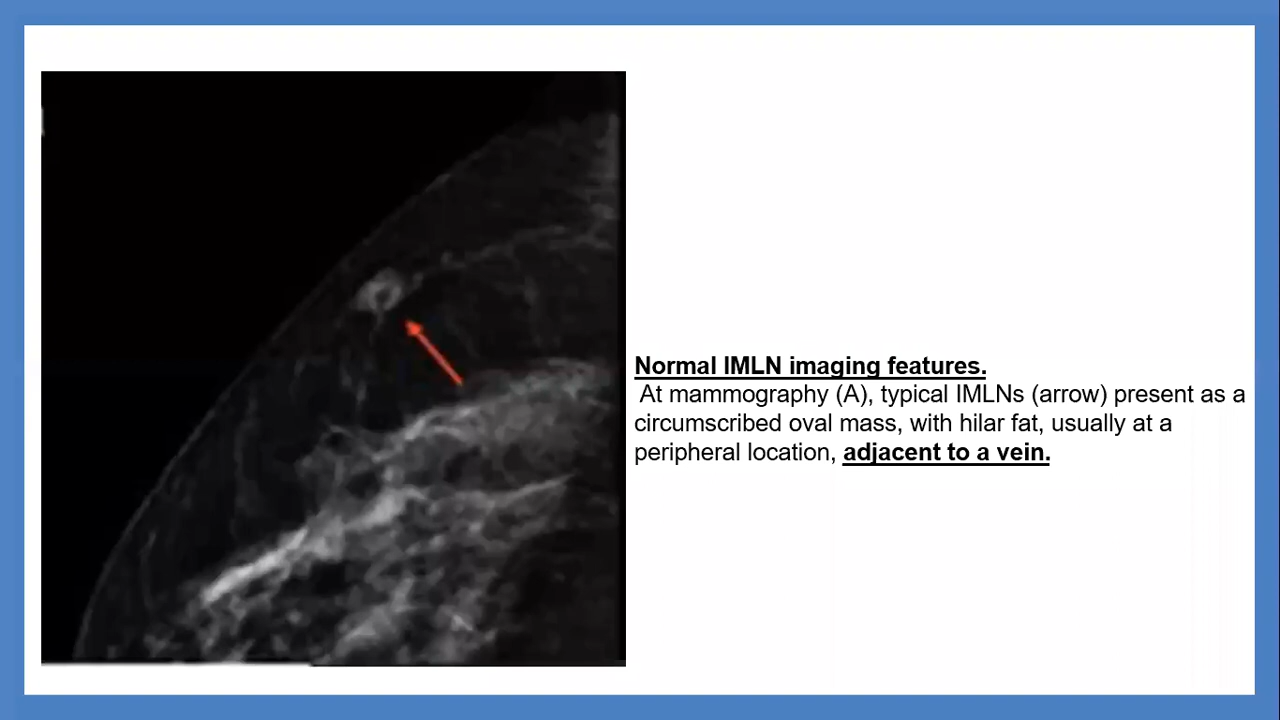 Normal IMLN imaging features.
At mammography (A), typical IMLNs (arrow) present as a
circumscribed oval mass, with hilar fat, usually at a
peripheral location, adjacent to a vein.